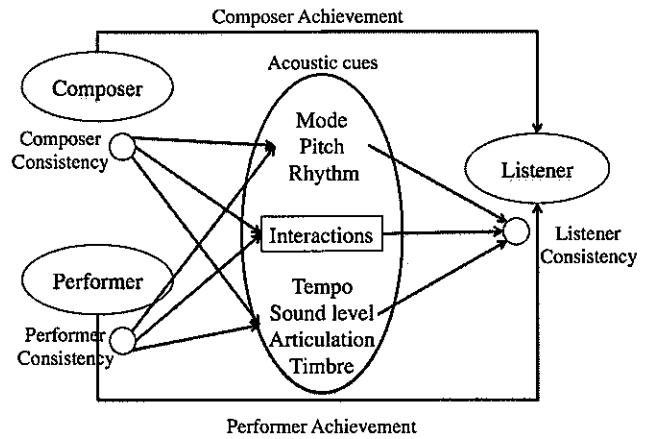 Composer Achievement
Composer
Acoustic cues
Composer
Consistency
Mode
Pitch
Rhythm
Listener
Interactions
Listener
Consistency
Performer
Performer
Consistency
Tempo
Sound level
Articulation
Timbre
Performer Achievement